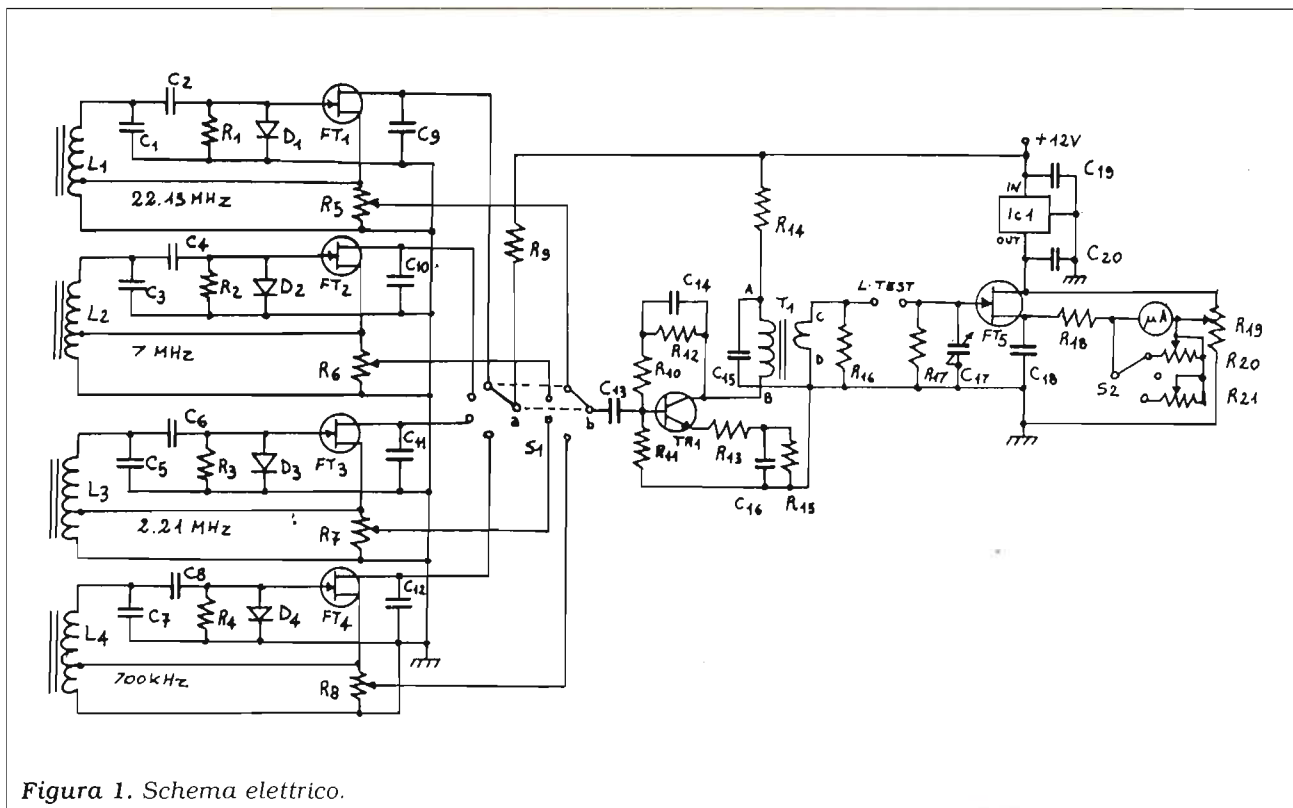 C2
C1
R1
D1
FT1
C9
L1
22.13 MHz
R5
C4
C3
R2
D2
FT2
C10
L2
7 MHz
R6
C6
C5
R3
D3
FT3
C11
L3
2.21 MHz
R7
C8
C7
R4
D4
FT4
C12
L4
700kHz
R8
R9
a
S1
b
C13
C14
R12
R10
R11
TR1
R13
C16
R15
R14
A
C15
T1
B
C
D
R16
L. TEST
R17
C17
+12V
C19
IN
IC1
OUT
C20
FT5
R18
C18
µA
R19
R20
S2
R21
Figura 1. Schema elettrico.